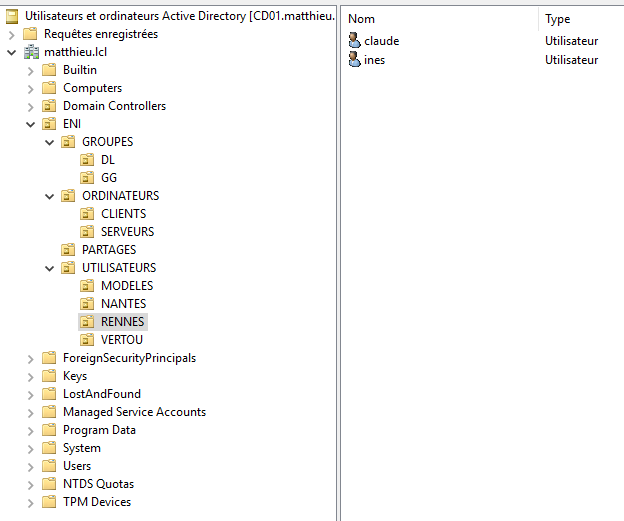 Utilisateurs et ordinateurs Active Directory [CD01.matthieu.
Requêtes enregistrées
matthieu.lcl
Builtin
Computers
Domain Controllers
ENI
GROUPES
DL
GG
ORDINATEURS
CLIENTS
SERVEURS
PARTAGES
UTILISATEURS
MODELES
NANTES
RENNES
VERTOU
ForeignSecurityPrincipals
Keys
LostAndFound
Managed Service Accounts
Program Data
System
Users
NTDS Quotas
TPM Devices
Nom Type
claude Utilisateur
ines Utilisateur